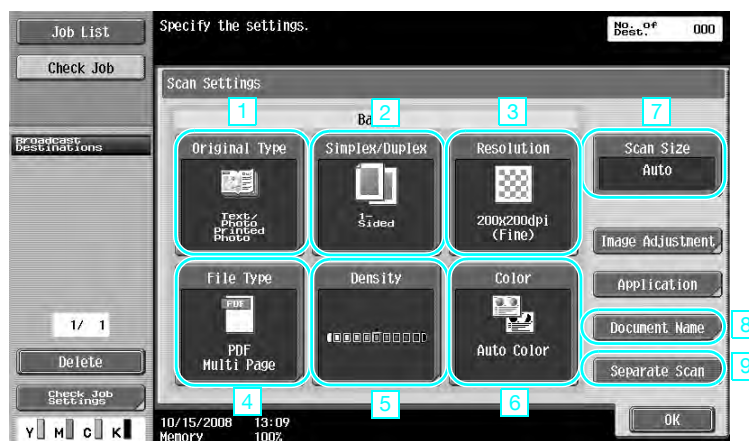 Job List
Check Job
Specify the settings.
No. of
Dest.
000
Scan Settings
Broadcast
Destinations
1
2
3
7
Original Type
Text/
Photo
Printed
Photo
Simplex/Duplex
1-
Sided
Resolution
200x200dpi
(Fine)
Scan Size
Auto
Image Adjustment
File Type
PDF
PDF
Multi Page
Density
Color
Auto Color
Application
Document Name
8
Separate Scan
9
4
5
6
1/ 1
Delete
Check Job
Settings
Y M C K
10/15/2008 13:09
Memory 100%
OK